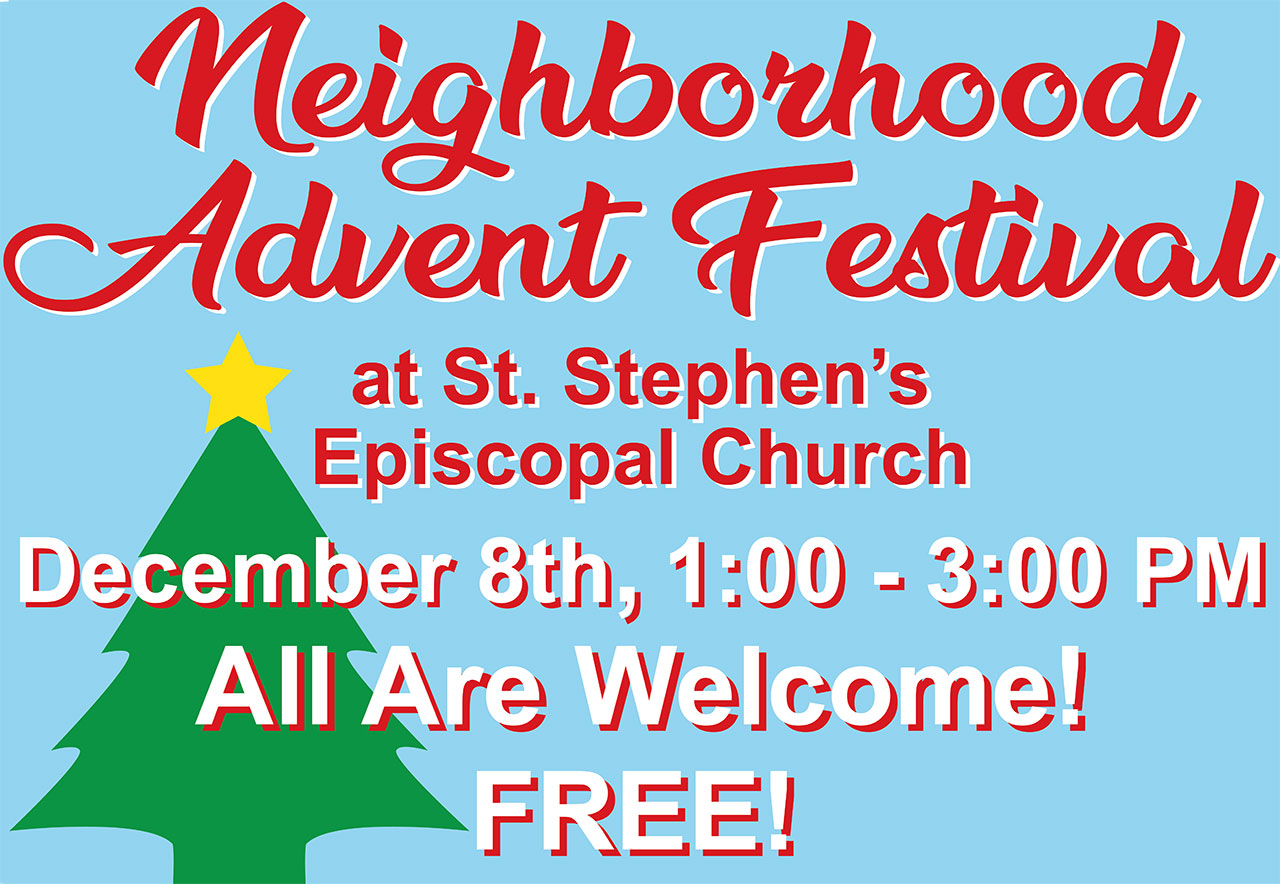 Neighborhood
Advent Festival
at St. Stephen’s
Episcopal Church
December 8th, 1:00 - 3:00 PM
All Are Welcome!
FREE!